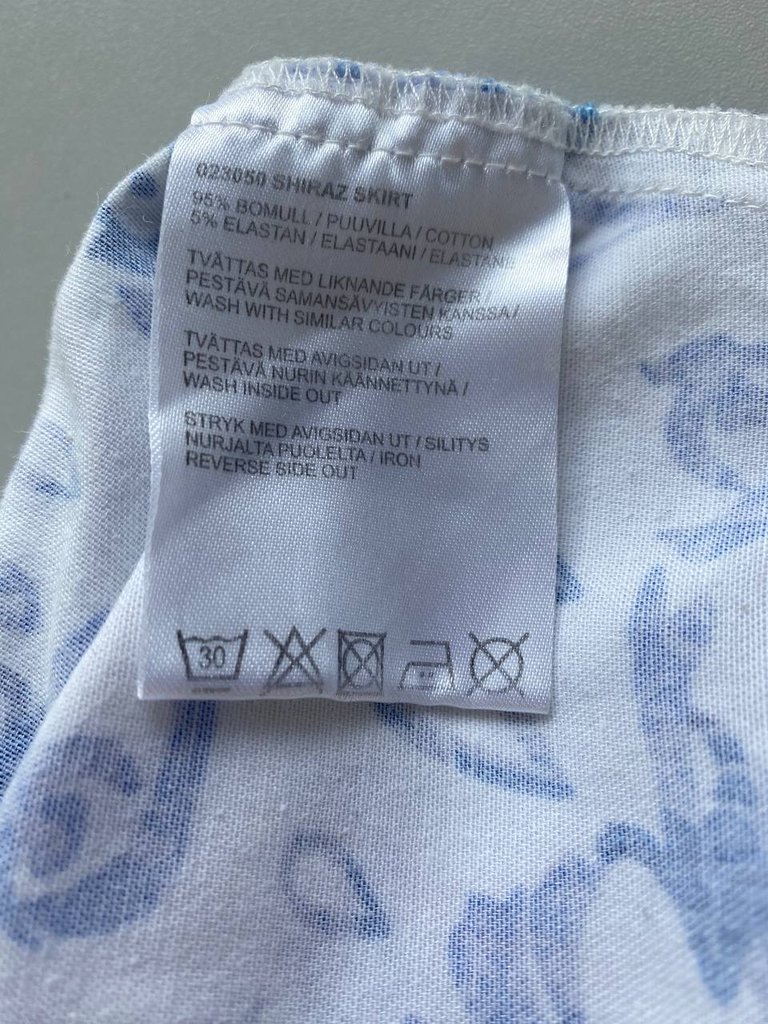 023050 SHIRAZ SKIRT
95% BOMULL / PUUVILLA / COTTON
5% ELASTAN / ELASTAANI / ELASTANE
TVÄTTAS MED LIKNANDE FÄRGER /
PESTÄVÄ SAMANSÄVYISTEN KANSSA /
WASH WITH SIMILAR COLOURS
TVÄTTAS MED AVIGSIDAN UT /
PESTÄVÄ NURIN KÄÄNNETTYNÄ /
WASH INSIDE OUT
STRYK MED AVIGSIDAN UT / SILITYS
NURJALTA PUOLELTA / IRON
REVERSE SIDE OUT
30